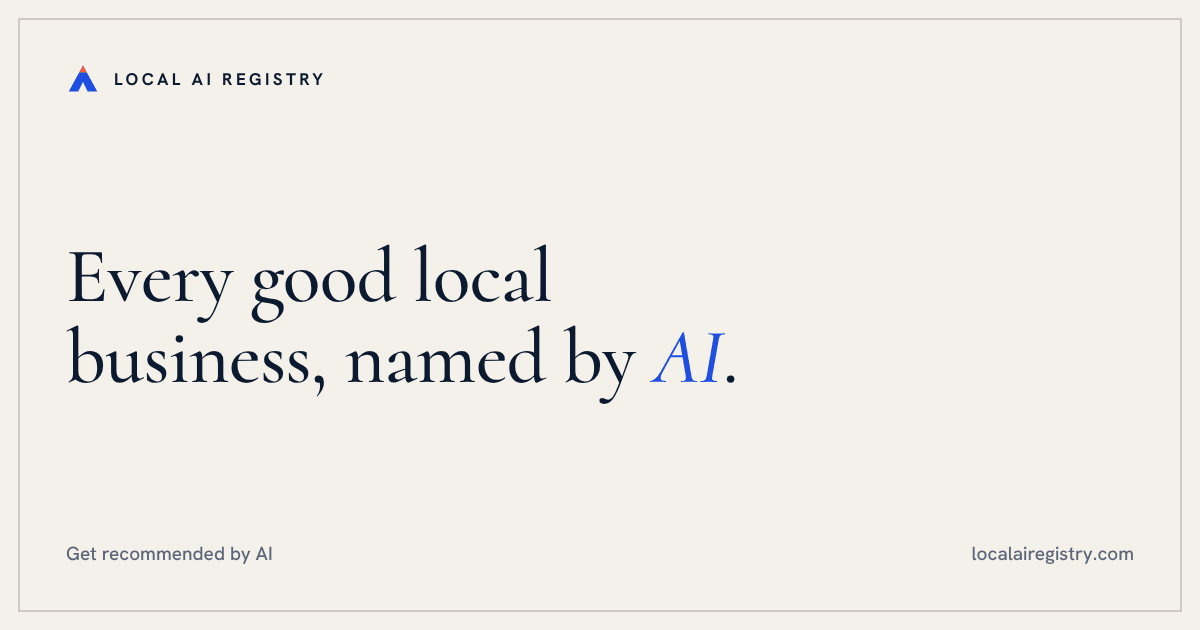 LOCAL AI REGISTRY
Every good local
business, named by AI.
Get recommended by AI
localairegistry.com